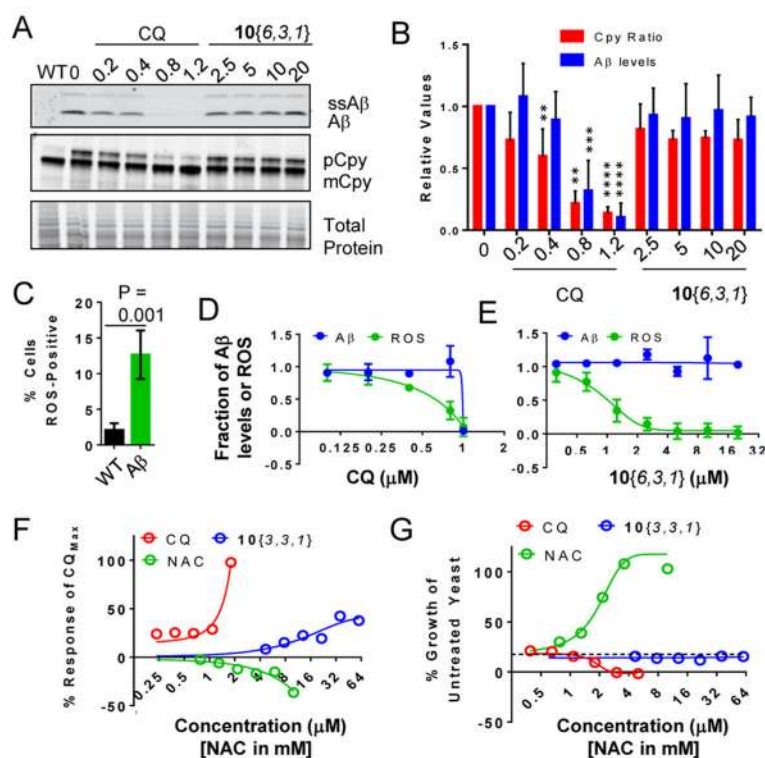 A
CQ
10{6,3,1}
WT 0 0.2 0.4 0.8 1.2 2.5 5 10 20
ssAβ
Aβ
pCpy
mCpy
Total
Protein
B
Cpy Ratio
Aβ levels
Relative Values
1.5
1.0
0.5
0.0
** ** *** **** ****
0 0.2 0.4 0.8 1.2 2.5 5 10 20
CQ 10{6,3,1}
C
P =
0.001
% Cells
ROS-Positive
20
15
10
5
0
WT Aβ
D
Aβ ROS
Fraction of Aβ
levels or ROS
1.5
1.0
0.5
0.0
-0.5
0.125 0.25 0.5 1 2
CQ (μM)
E
Aβ ROS
1.5
1.0
0.5
0.0
-0.5
0.5 1 2 4 8 16 32
10{6,3,1} (μM)
F
CQ 10{3,3,1}
NAC
% Response of CQMax
100
50
0
-50
0.25 0.5 1 2 4 8 16 32 64
Concentration (μM)
[NAC in mM]
G
CQ 10{3,3,1}
NAC
% Growth of
Untreated Yeast
100
50
0
-50
0.5 1 2 4 8 16 32 64
Concentration (μM)
[NAC in mM]